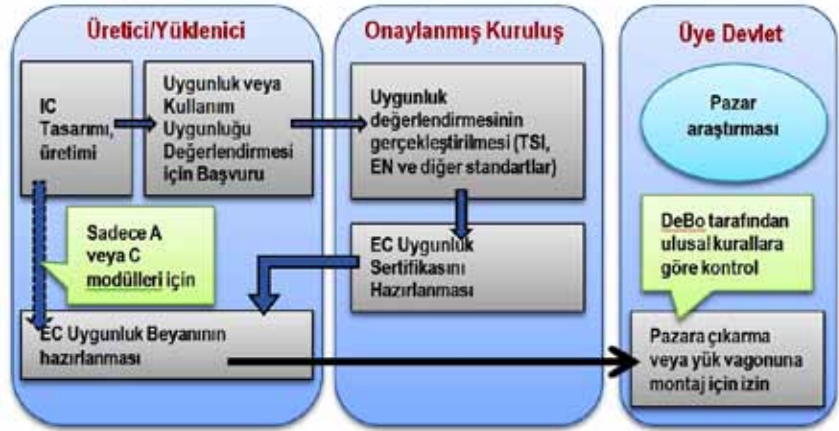 Üretici/Yüklenici
IC
Tasarımı,
üretimi
Uygunluk veya
Kullanım
Uygunluğu
Değerlendirmesi
için Başvuru
Sadece A
veya C
modülleri için
EC Uygunluk Beyanının
hazırlanması
Onaylanmış Kuruluş
Uygunluk
değerlendirmesinin
gerçekleştirilmesi (TSI,
EN ve diğer standartlar)
EC Uygunluk
Sertifikasını
Hazırlanması
Üye Devlet
Pazar
araştırması
DeBo tarafından
ulusal kurallara
göre kontrol
Pazara çıkarma
veya yük vagonuna
montaj için izin